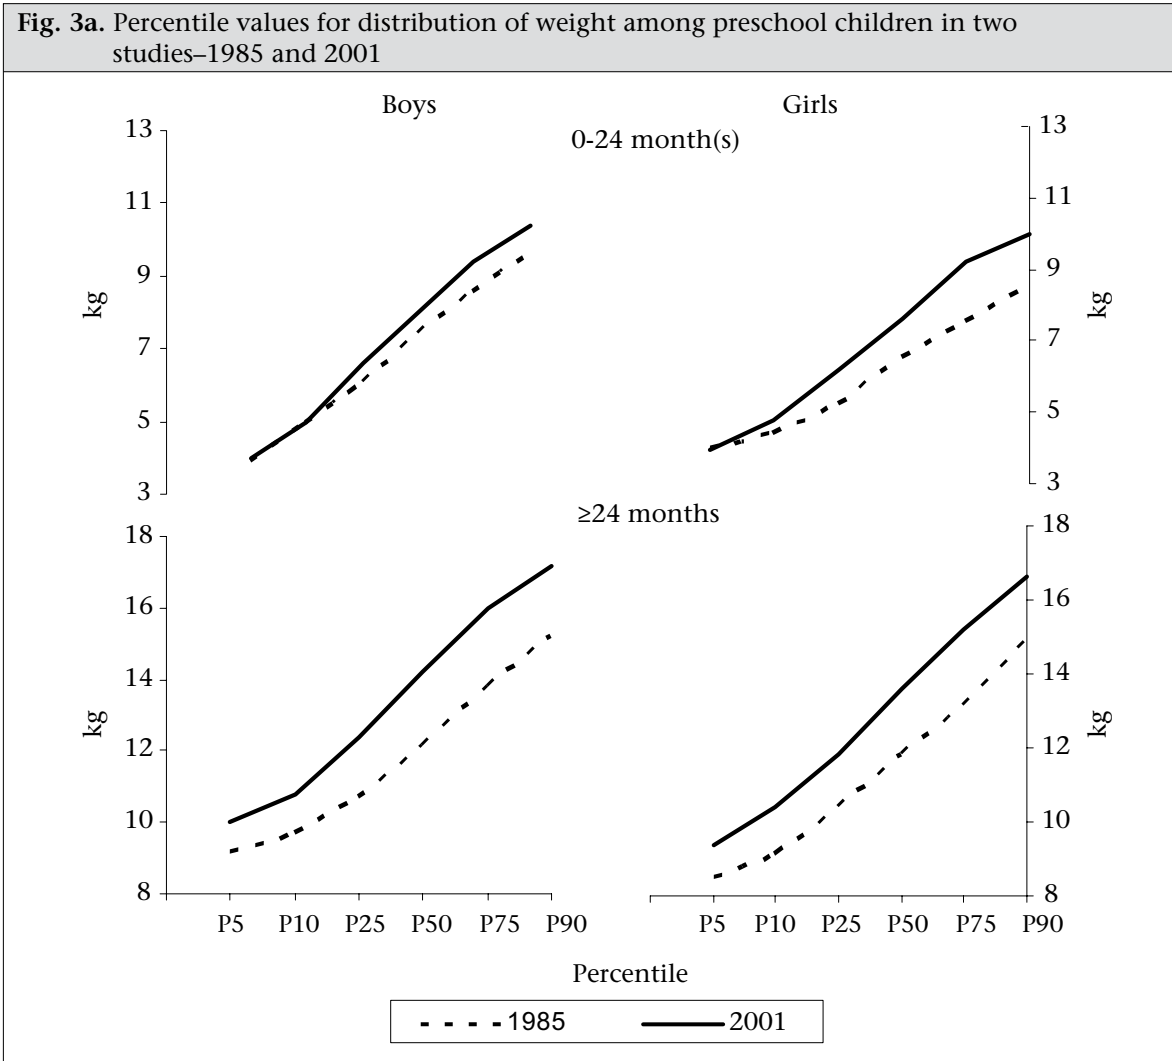 Fig. 3a. Percentile values for distribution of weight among preschool children in two
studies–1985 and 2001
Boys
Girls
0-24 month(s)
13
11
9
7
5
3
kg
13
11
9
7
5
3
kg
≥24 months
18
16
14
12
10
8
kg
18
16
14
12
10
8
kg
P5 P10 P25 P50 P75 P90
P5 P10 P25 P50 P75 P90
Percentile
1985 2001